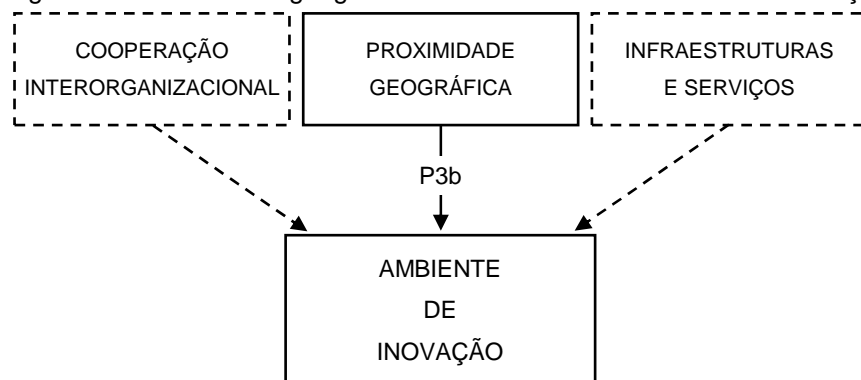 COOPERAÇÃO
INTERORGANIZACIONAL
PROXIMIDADE
GEOGRÁFICA
INFRAESTRUTURAS
E SERVIÇOS
P3b
AMBIENTE
DE
INOVAÇÃO